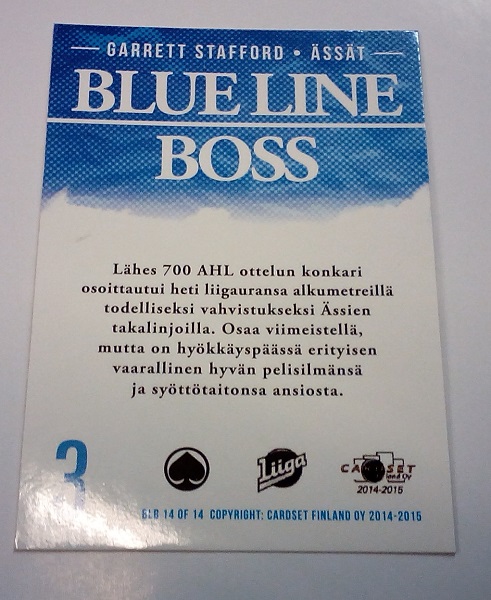 GARRETT STAFFORD • ÄSSÄT
BLUE LINE
BOSS
Lähes 700 AHL ottelun konkari
osoittautui heti liigauransa alkumetreillä
todelliseksi vahvistukseksi Ässien
takalinjoilla. Osaa viimeistellä,
mutta on hyökkäyspäässä erityisen
vaarallinen hyvän pelisilmänsä
ja syöttötaitonsa ansiosta.
3
Liiga
CARDSET
Finland Oy
2014-2015
BLB 14 OF 14 COPYRIGHT: CARDSET FINLAND OY 2014-2015